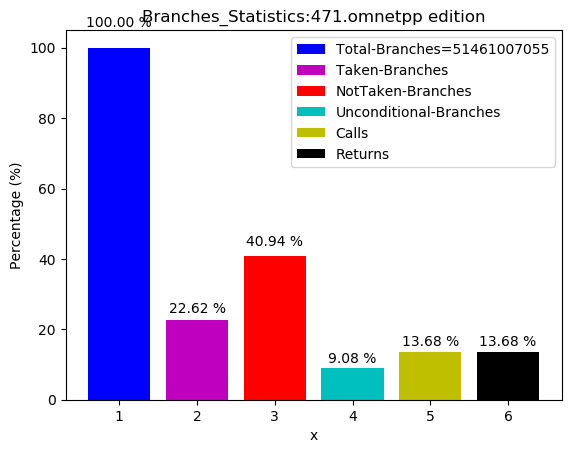 Branches_Statistics:471.omnetpp edition
100.00 %
Total-Branches=51461007055
Taken-Branches
NotTaken-Branches
Unconditional-Branches
Calls
Returns
Percentage (%)
100
80
60
40
20
0
22.62 %
40.94 %
9.08 %
13.68 %
13.68 %
1 2 3 4 5 6
x